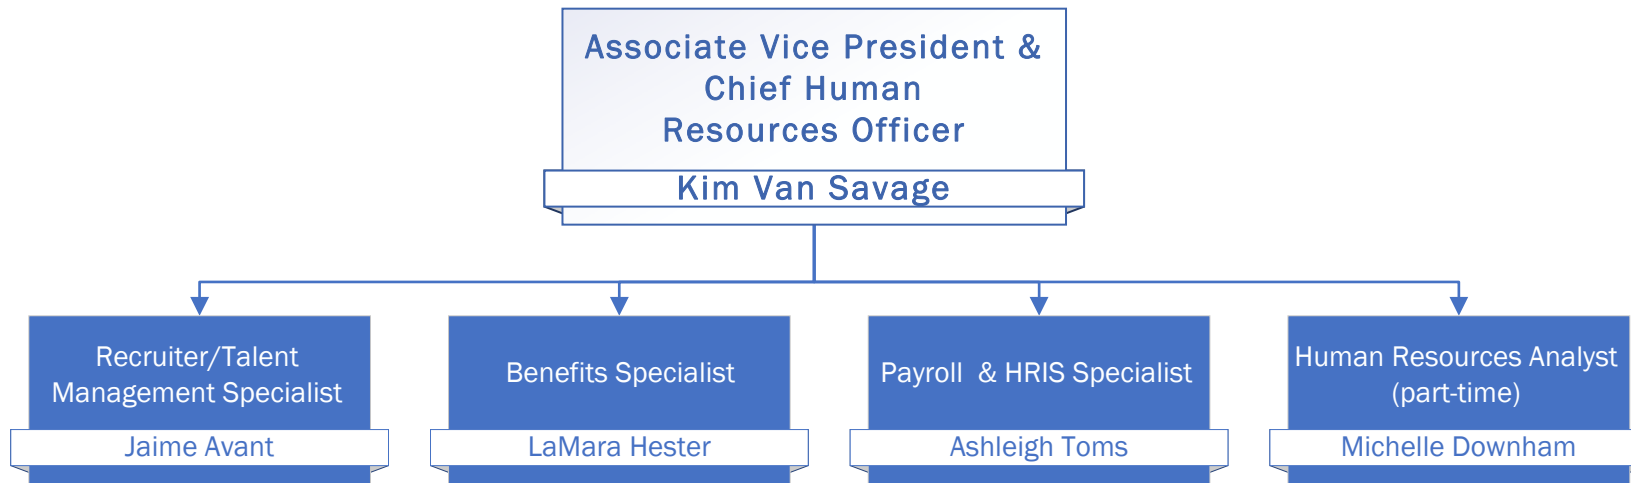 Associate Vice President &
Chief Human
Resources Officer
Kim Van Savage
Recruiter/Talent
Management Specialist
Jaime Avant
Benefits Specialist
LaMara Hester
Payroll & HRIS Specialist
Ashleigh Toms
Human Resources Analyst
(part-time)
Michelle Downham